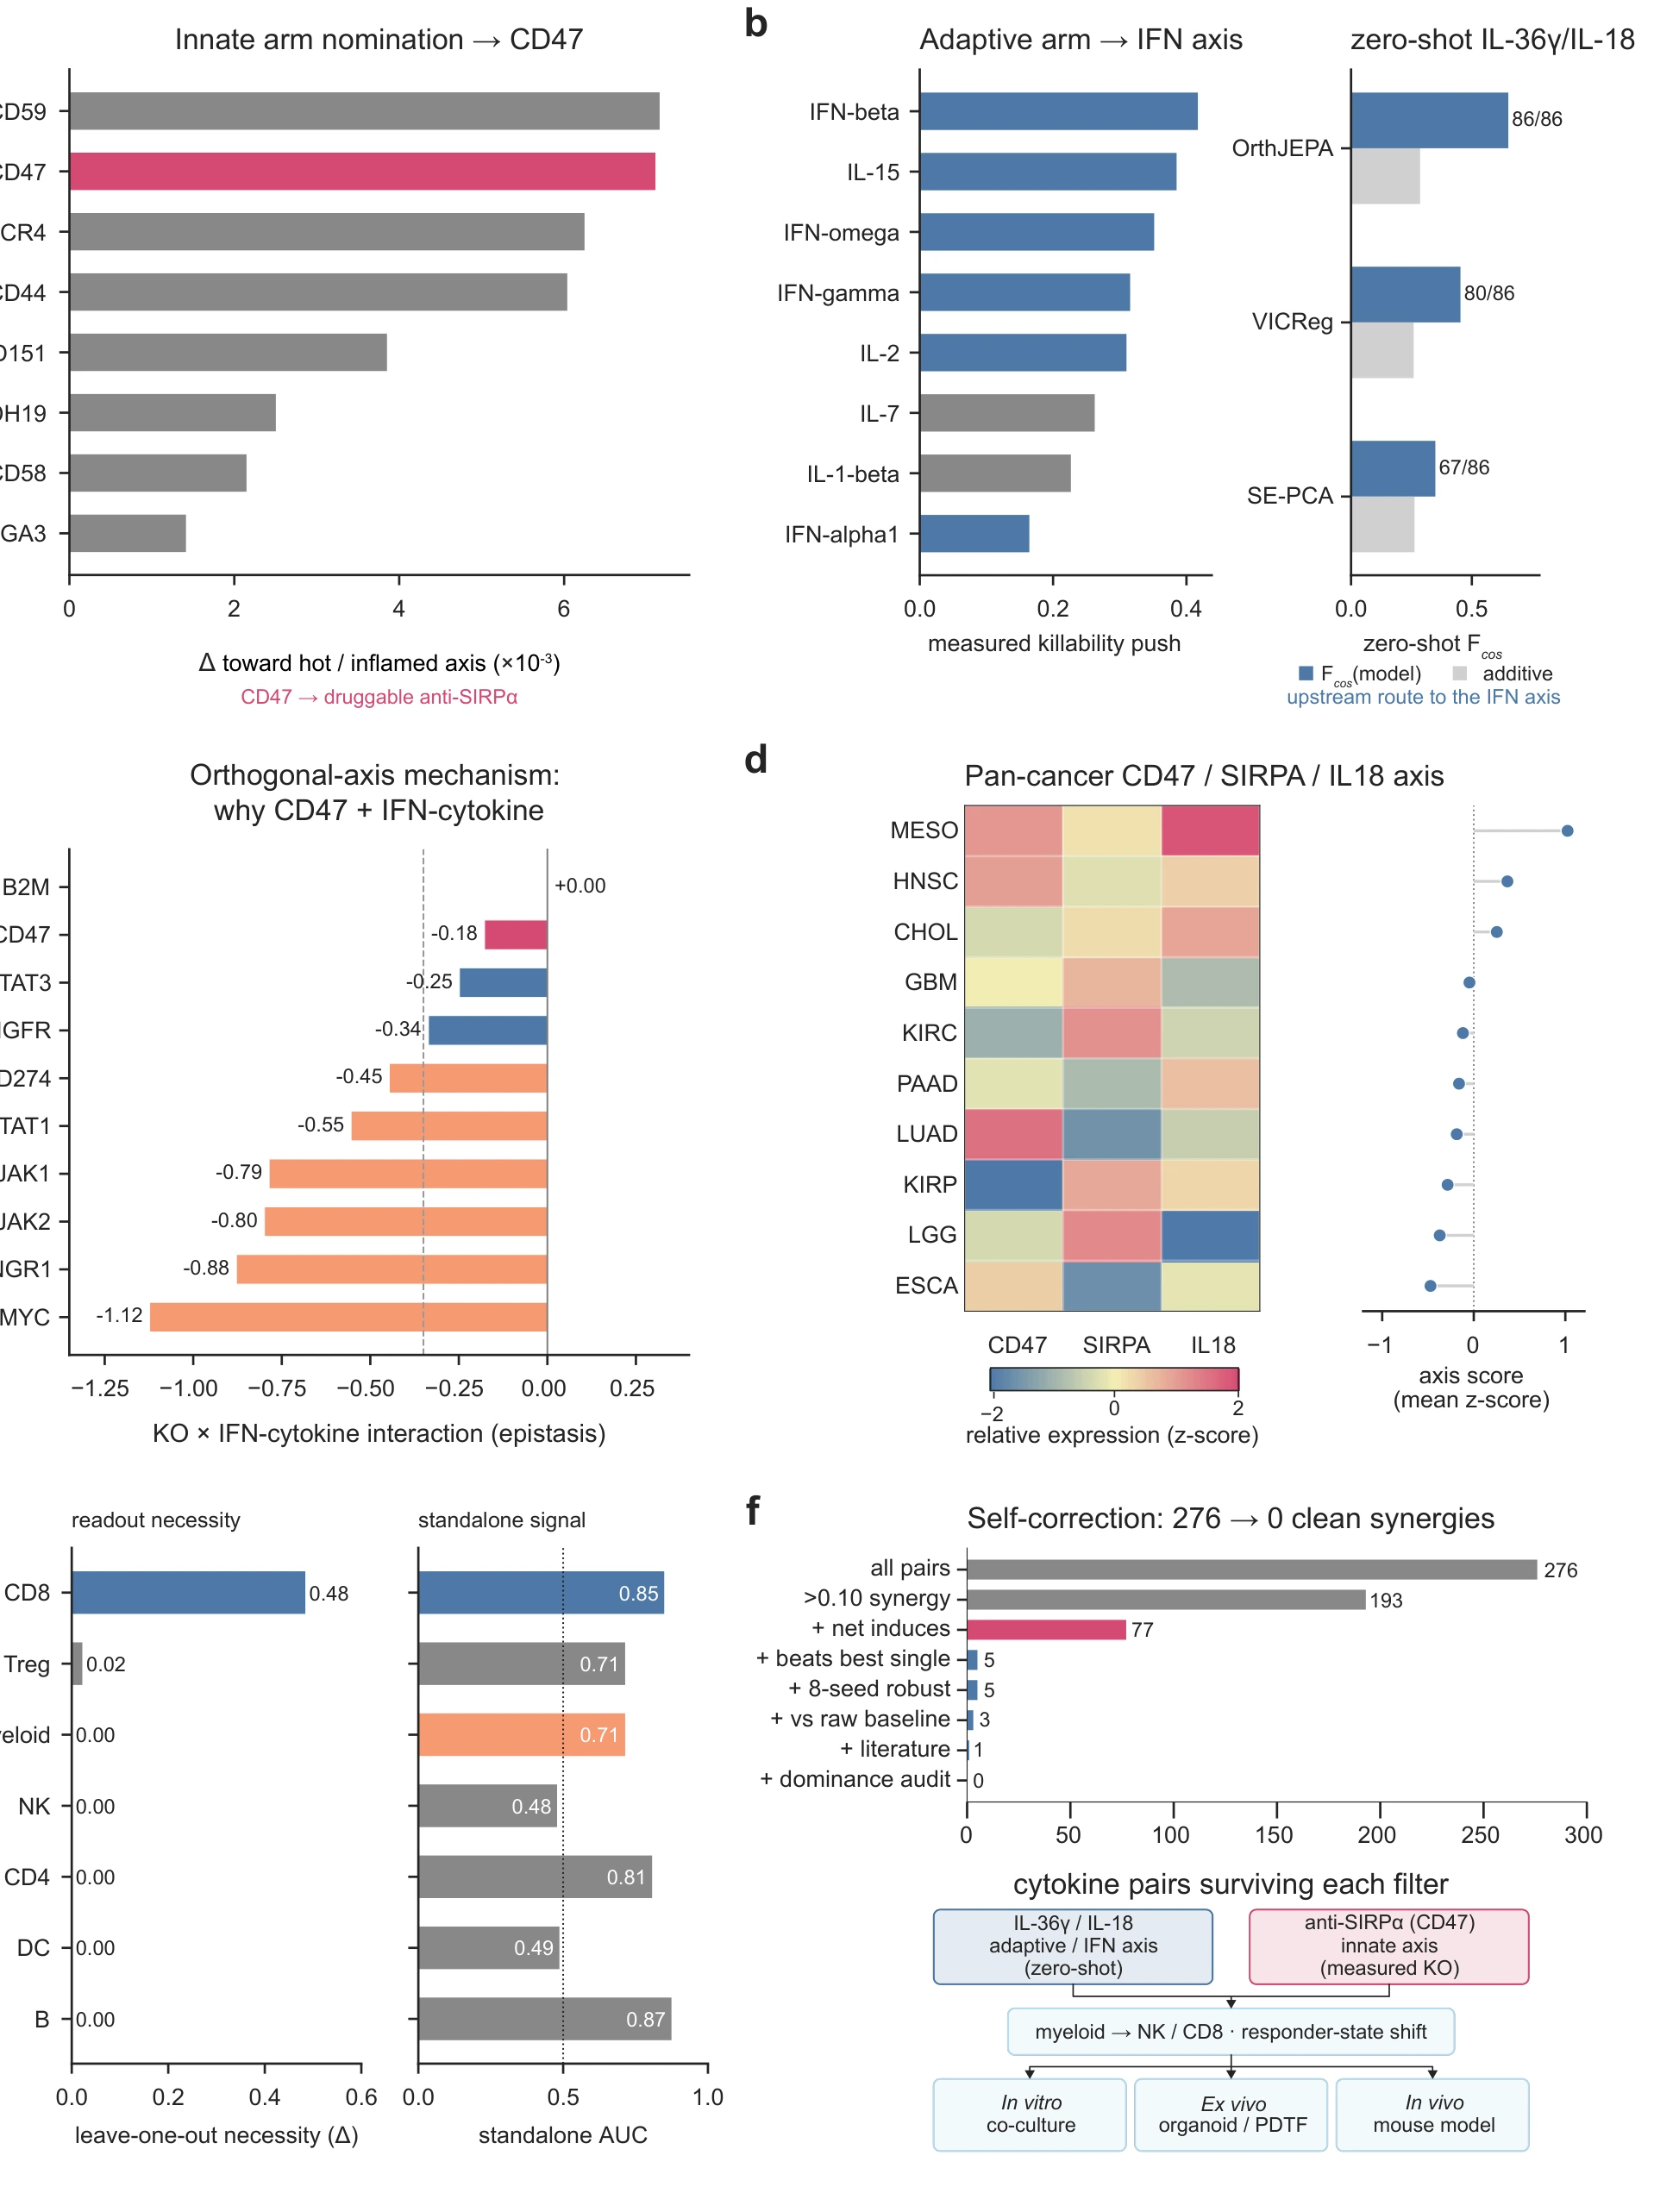 Innate arm nomination → CD47
CD59
CD47
CR4
CD44
D151
DH19
CD58
GA3
0 2 4 6
Δ toward hot / inflamed axis (×10-3)
CD47 → druggable anti-SIRPα
b
Adaptive arm → IFN axis
IFN-beta
IL-15
IFN-omega
IFN-gamma
IL-2
IL-7
IL-1-beta
IFN-alpha1
0.0 0.2 0.4
measured killability push
zero-shot IL-36γ/IL-18
OrthJEPA 86/86
VICReg 80/86
SE-PCA 67/86
0.0 0.5
zero-shot Fcos
Fcos(model) additive
upstream route to the IFN axis
Orthogonal-axis mechanism:
why CD47 + IFN-cytokine
B2M +0.00
CD47 -0.18
TAT3 -0.25
NGFR -0.34
D274 -0.45
TAT1 -0.55
JAK1 -0.79
JAK2 -0.80
NGR1 -0.88
MYC -1.12
−1.25 −1.00 −0.75 −0.50 −0.25 0.00 0.25
KO × IFN-cytokine interaction (epistasis)
d
Pan-cancer CD47 / SIRPA / IL18 axis
MESO
HNSC
CHOL
GBM
KIRC
PAAD
LUAD
KIRP
LGG
ESCA
CD47 SIRPA IL18
−2 0 2
relative expression (z-score)
−1 0 1
axis score
(mean z-score)
readout necessity
CD8 0.48
Treg 0.02
eloid 0.00
NK 0.00
CD4 0.00
DC 0.00
B 0.00
0.0 0.2 0.4 0.6
leave-one-out necessity (Δ)
standalone signal
0.85
0.71
0.71
0.48
0.81
0.49
0.87
0.0 0.5 1.0
standalone AUC
f
Self-correction: 276 → 0 clean synergies
all pairs 276
>0.10 synergy 193
+ net induces 77
+ beats best single 5
+ 8-seed robust 5
+ vs raw baseline 3
+ literature 1
+ dominance audit 0
0 50 100 150 200 250 300
cytokine pairs surviving each filter
IL-36γ / IL-18
adaptive / IFN axis
(zero-shot)
anti-SIRPα (CD47)
innate axis
(measured KO)
myeloid → NK / CD8 · responder-state shift
In vitro
co-culture
Ex vivo
organoid / PDTF
In vivo
mouse model